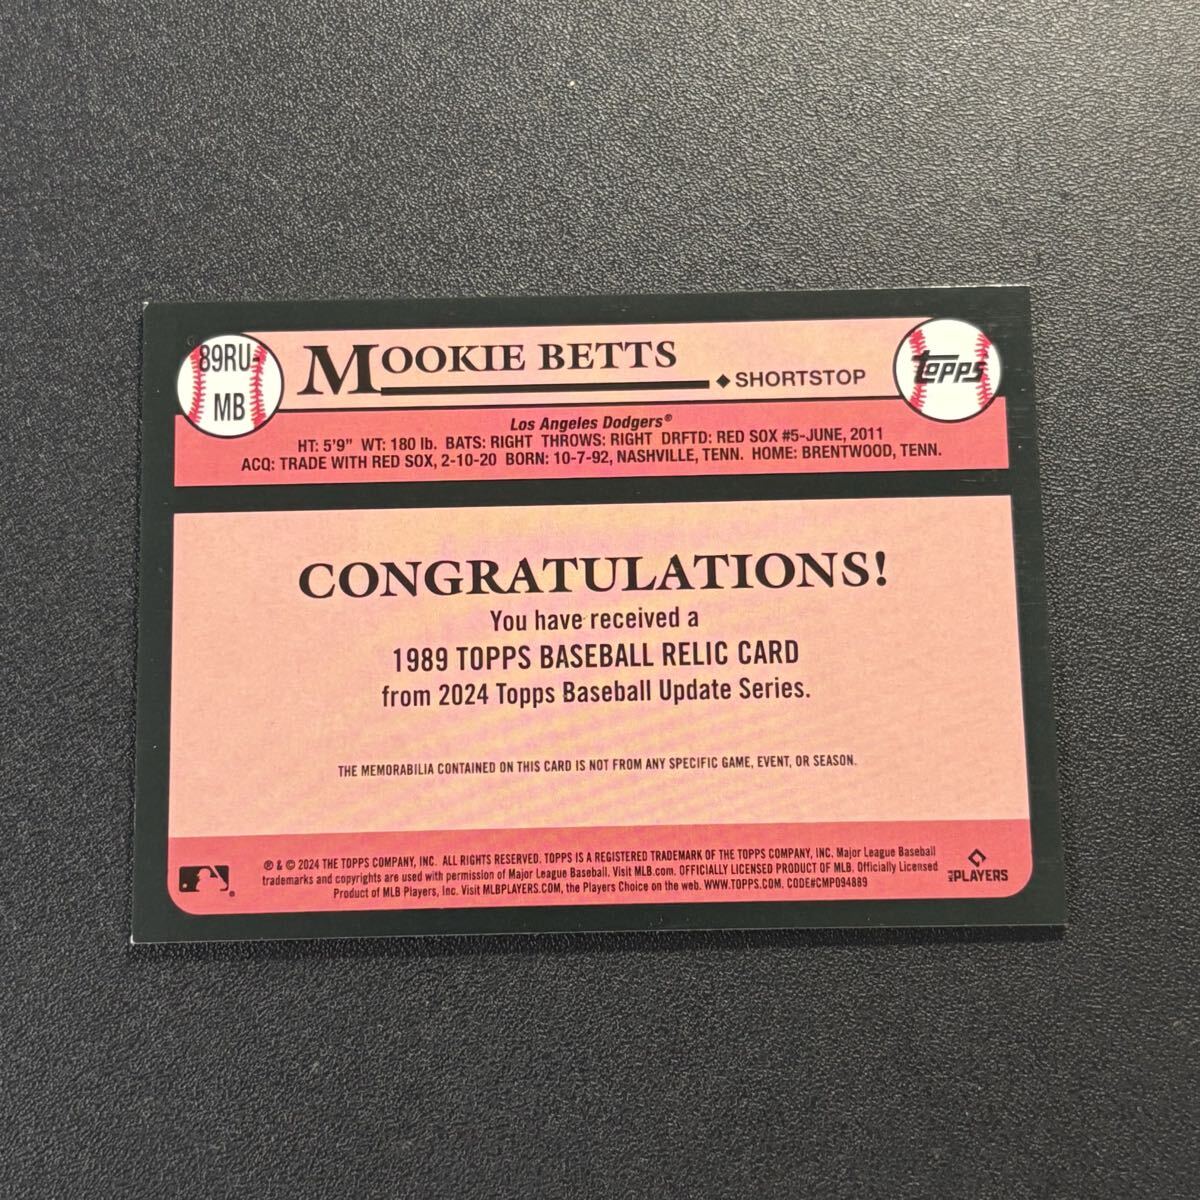 89RU-
MB
MOOKIE BETTS
◆ SHORTSTOP
Topps
Los Angeles Dodgers®
HT: 5'9" WT: 180 lb. BATS: RIGHT THROWS: RIGHT DRFTD: RED SOX #5-JUNE, 2011
ACQ: TRADE WITH RED SOX, 2-10-20 BORN: 10-7-92, NASHVILLE, TENN. HOME: BRENTWOOD, TENN.
CONGRATULATIONS!
You have received a
1989 TOPPS BASEBALL RELIC CARD
from 2024 Topps Baseball Update Series.
THE MEMORABILIA CONTAINED ON THIS CARD IS NOT FROM ANY SPECIFIC GAME, EVENT, OR SEASON.
® & © 2024 THE TOPPS COMPANY, INC. ALL RIGHTS RESERVED. TOPPS IS A REGISTERED TRADEMARK OF THE TOPPS COMPANY, INC. Major League Baseball
trademarks and copyrights are used with permission of Major League Baseball. Visit MLB.com. OFFICIALLY LICENSED PRODUCT OF MLB. Officially Licensed
Product of MLB Players, Inc. Visit MLBPLAYERS.COM, the Players Choice on the web. WWW.TOPPS.COM. CODE#CMP094889
MLB PLAYERS